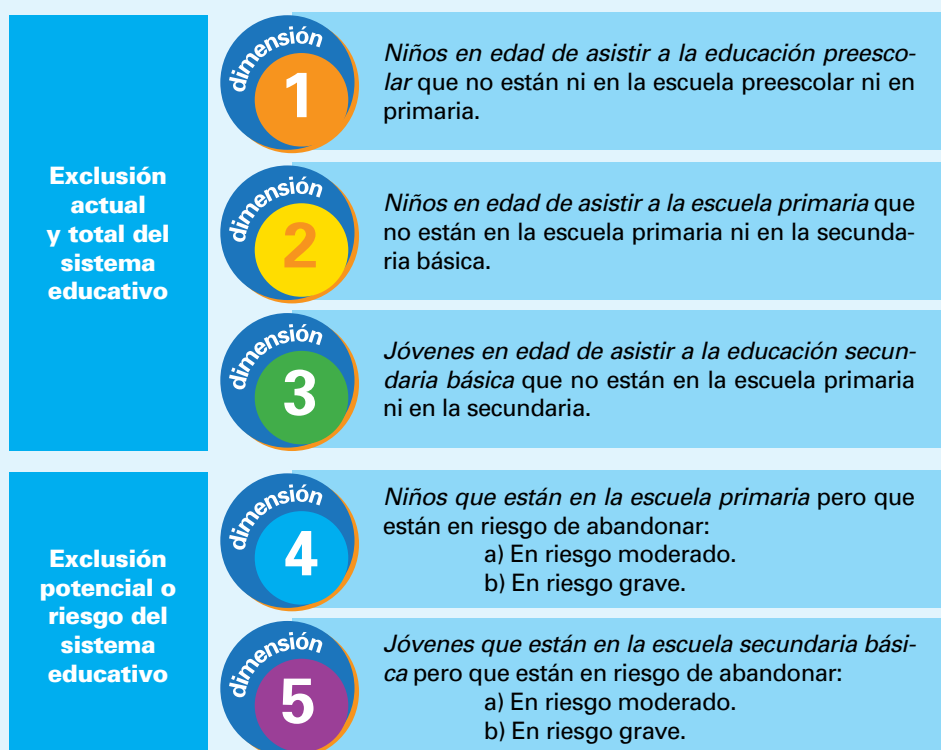 Exclusión
actual
y total del
sistema
educativo
dimensión
1
Niños en edad de asistir a la educación preesco-
lar que no están ni en la escuela preescolar ni en
primaria.
dimensión
2
Niños en edad de asistir a la escuela primaria que
no están en la escuela primaria ni en la secunda-
ria básica.
dimensión
3
Jóvenes en edad de asistir a la educación secun-
daria básica que no están en la escuela primaria
ni en la secundaria.
Exclusión
potencial o
riesgo del
sistema
educativo
dimensión
4
Niños que están en la escuela primaria pero que
están en riesgo de abandonar:
a) En riesgo moderado.
b) En riesgo grave.
dimensión
5
Jóvenes que están en la escuela secundaria bási-
ca pero que están en riesgo de abandonar:
a) En riesgo moderado.
b) En riesgo grave.